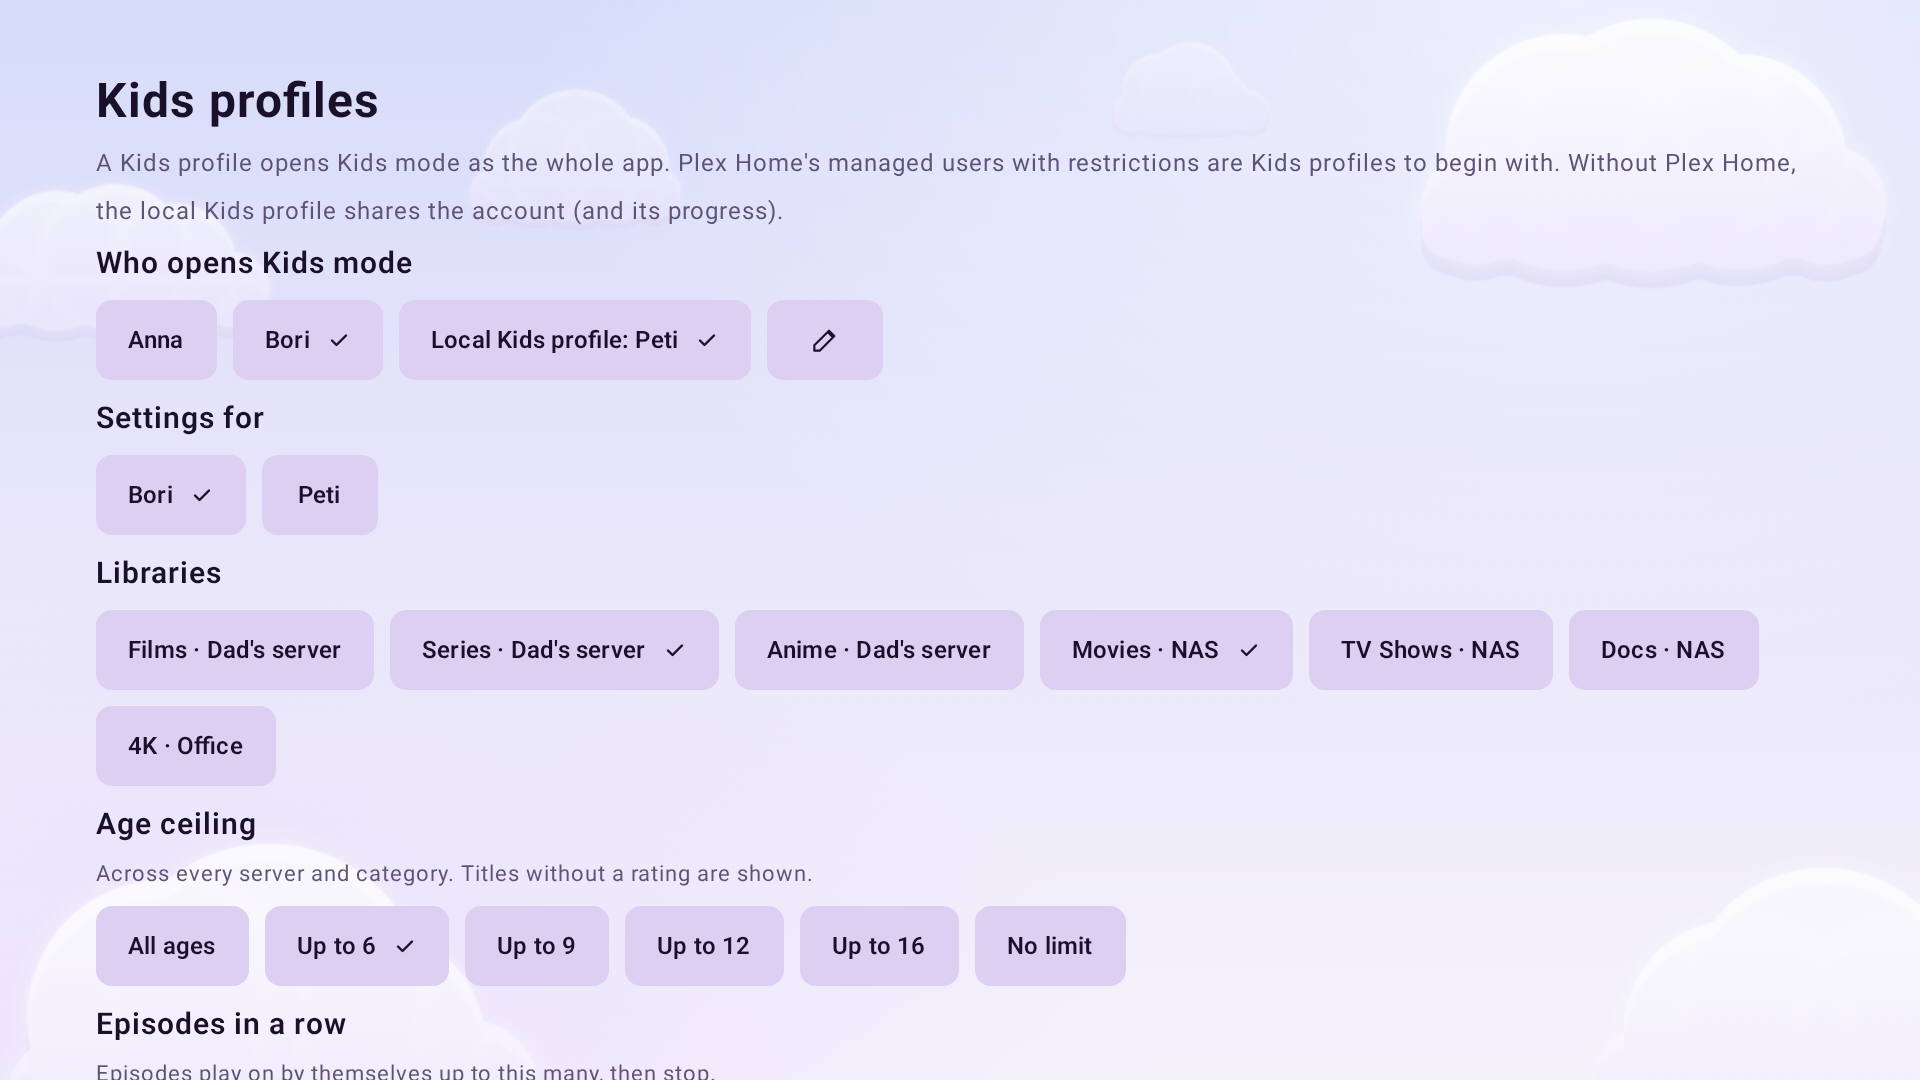 Kids profiles
A Kids profile opens Kids mode as the whole app. Plex Home's managed users with restrictions are Kids profiles to begin with. Without Plex Home,
the local Kids profile shares the account (and its progress).
Who opens Kids mode
Anna Bori Local Kids profile: Peti
Settings for
Bori Peti
Libraries
Films · Dad's server Series · Dad's server Anime · Dad's server Movies · NAS TV Shows · NAS Docs · NAS
4K · Office
Age ceiling
Across every server and category. Titles without a rating are shown.
All ages Up to 6 Up to 9 Up to 12 Up to 16 No limit
Episodes in a row
Episodes play on by themselves up to this many, then stop.